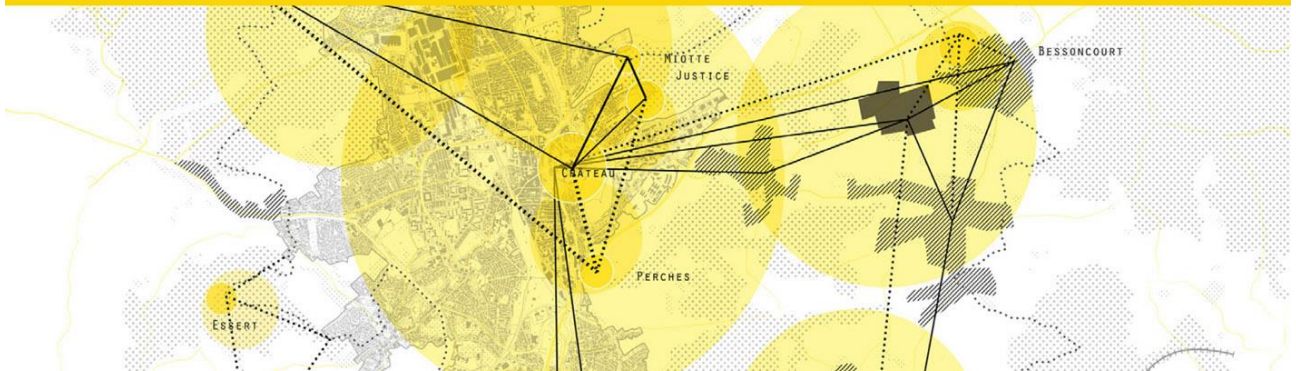 MIOTTE
JUSTICE
BESSONCOURT
CHATEAU
PERCHES
ESSERT